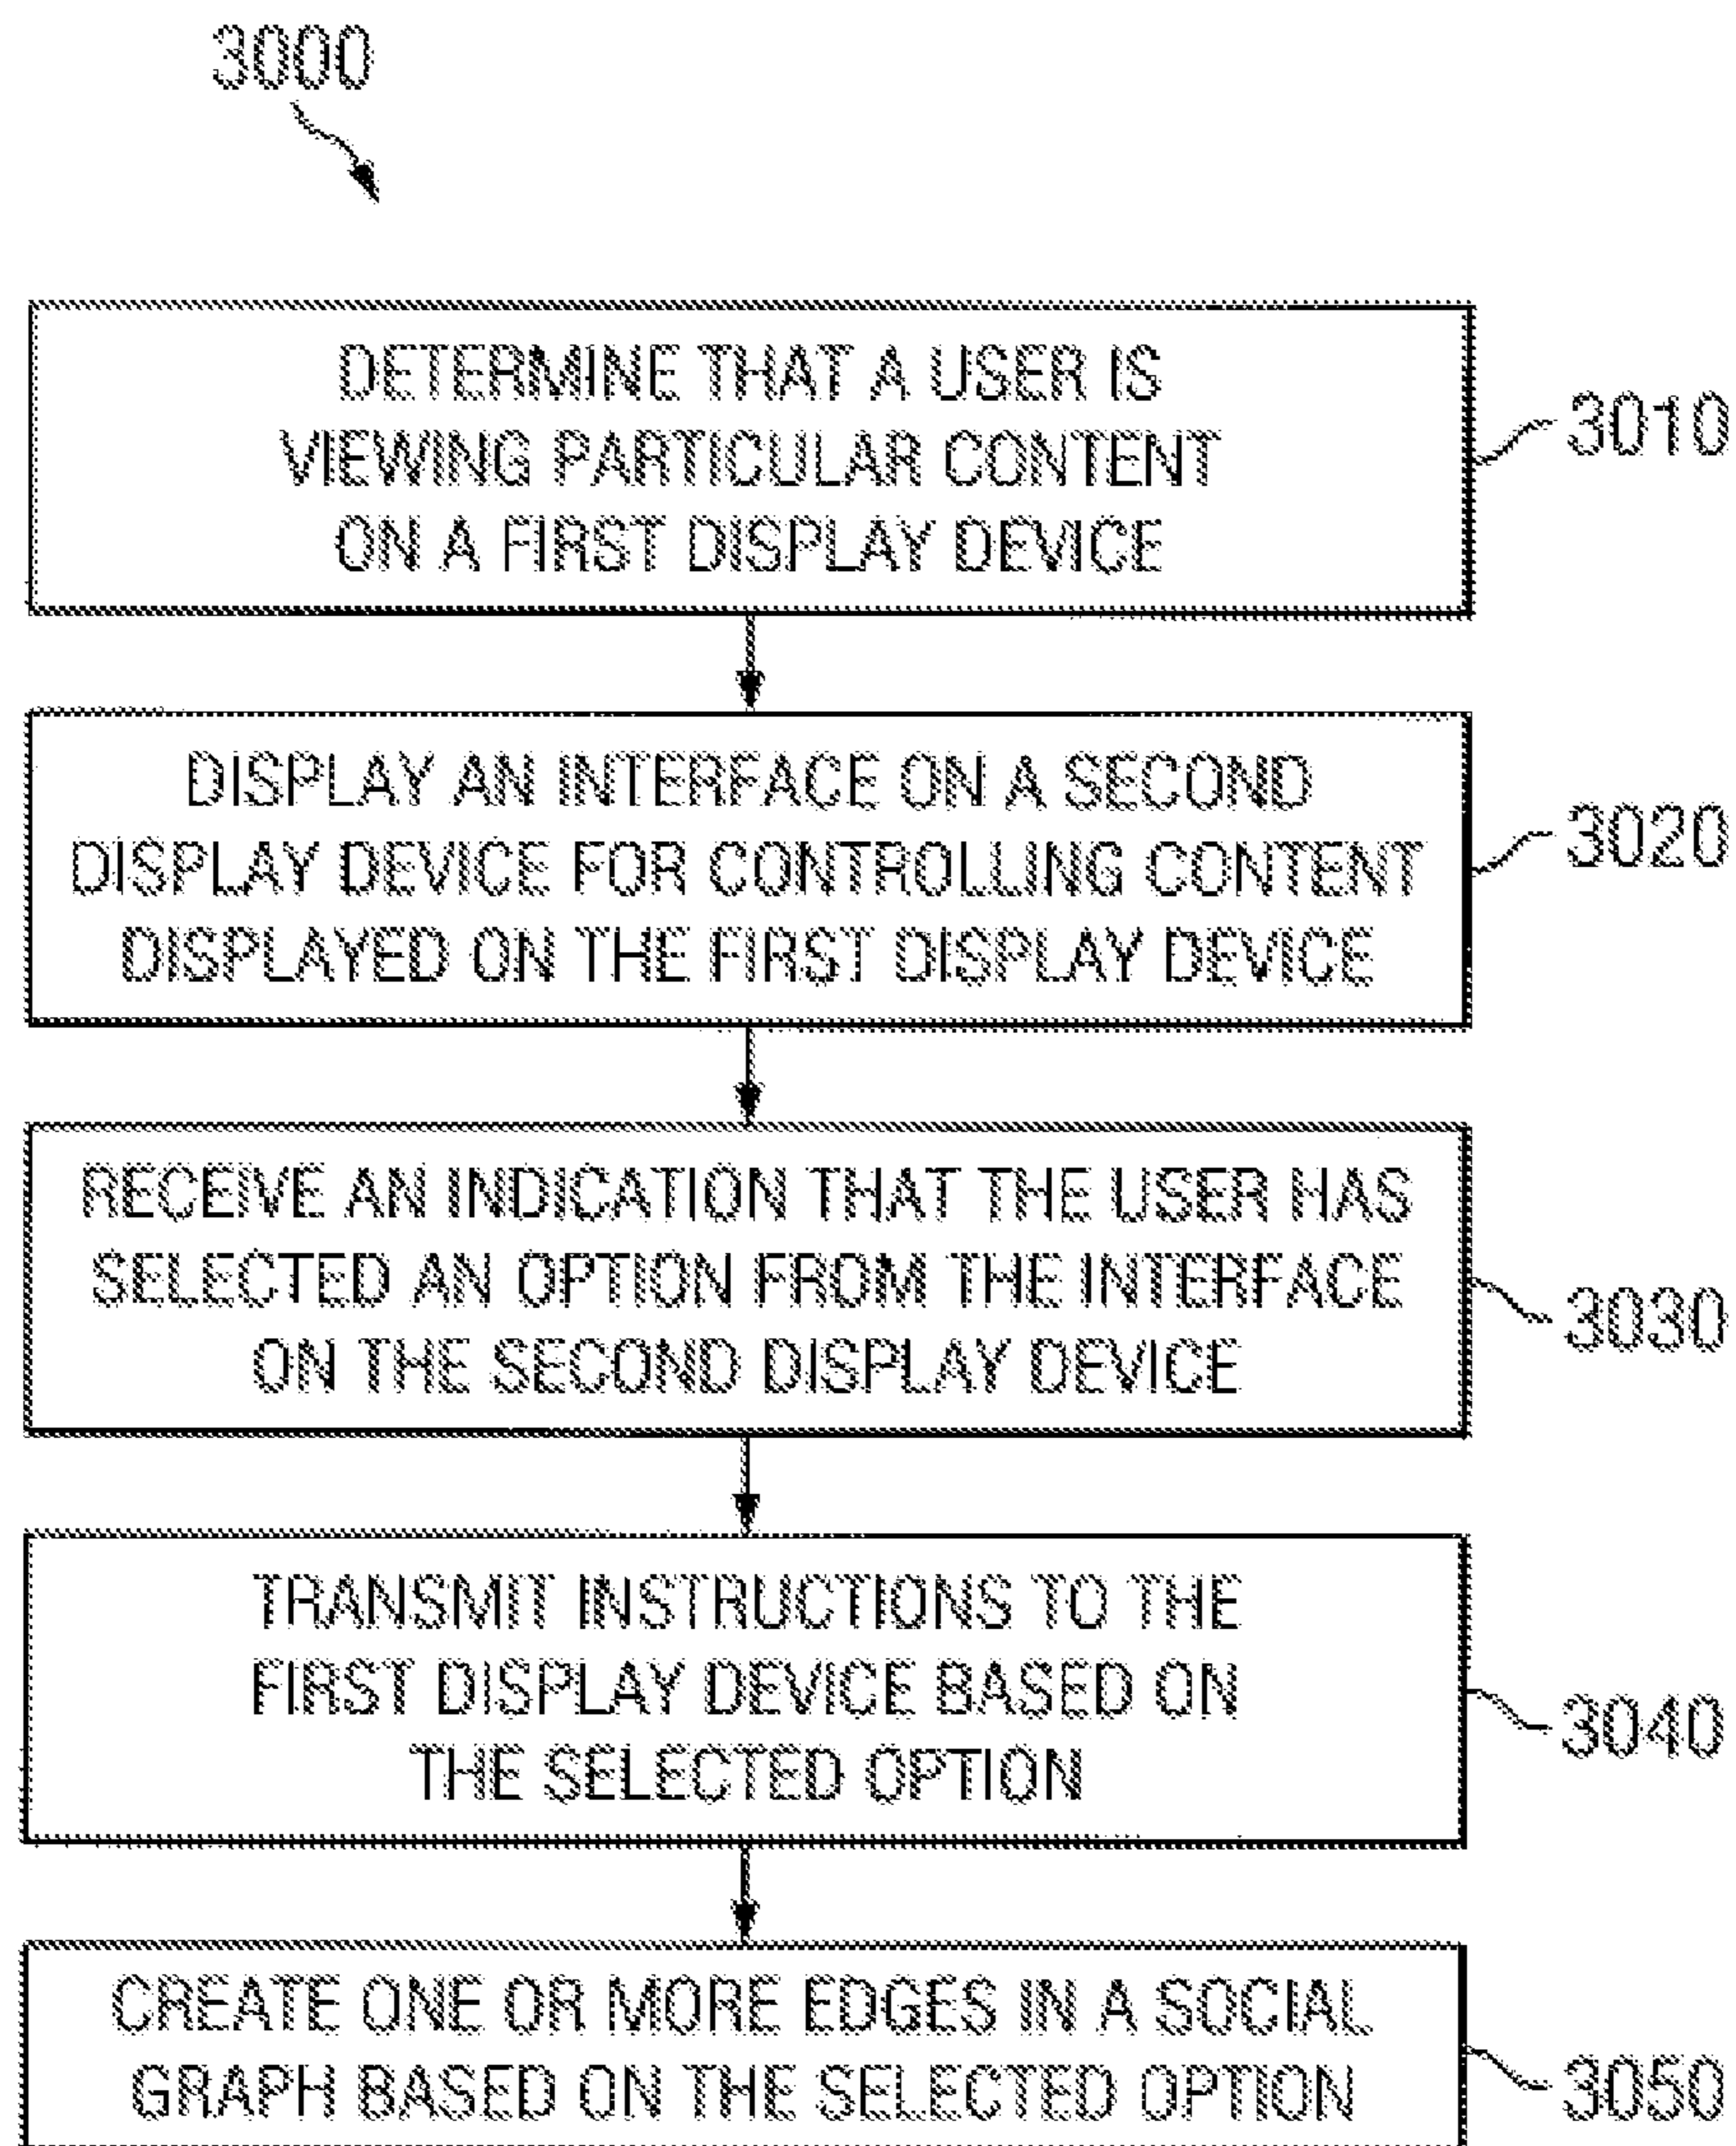 3000
DETERMINE THAT A USER IS
VIEWING PARTICULAR CONTENT
ON A FIRST DISPLAY DEVICE
3010
DISPLAY AN INTERFACE ON A SECOND
DISPLAY DEVICE FOR CONTROLLING CONTENT
DISPLAYED ON THE FIRST DISPLAY DEVICE
3020
RECEIVE AN INDICATION THAT THE USER HAS
SELECTED AN OPTION FROM THE INTERFACE
ON THE SECOND DISPLAY DEVICE
3030
TRANSMIT INSTRUCTIONS TO THE
FIRST DISPLAY DEVICE BASED ON
THE SELECTED OPTION
3040
CREATE ONE OR MORE EDGES IN A SOCIAL
GRAPH BASED ON THE SELECTED OPTION
3050